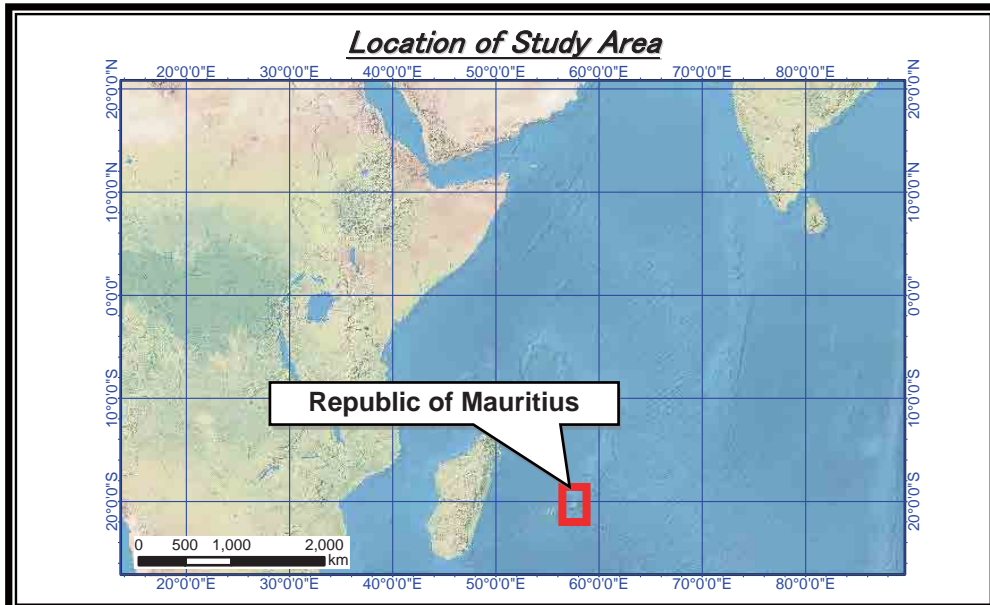 Location of Study Area
20°0'0"E 30°0'0"E 40°0'0"E 50°0'0"E 60°0'0"E 70°0'0"E 80°0'0"E
20°0'0"N 20°0'0"N
10°0'0"N 10°0'0"N
0°0'0" 0°0'0"
10°0'0"S 10°0'0"S
Republic of Mauritius
20°0'0"S 20°0'0"S
0 500 1,000 2,000
km
20°0'0"E 30°0'0"E 40°0'0"E 50°0'0"E 60°0'0"E 70°0'0"E 80°0'0"E